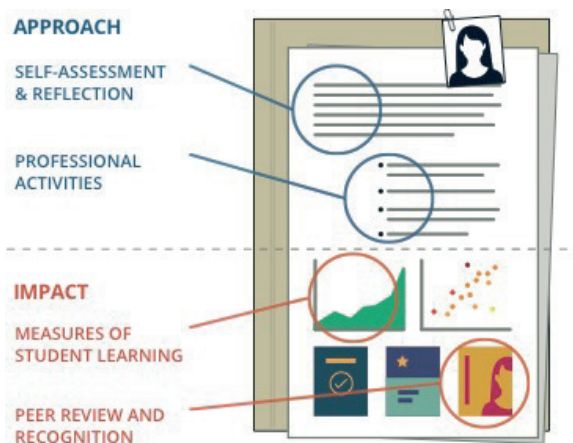 APPROACH
SELF-ASSESSMENT
& REFLECTION
PROFESSIONAL
ACTIVITIES
IMPACT
MEASURES OF
STUDENT LEARNING
PEER REVIEW AND
RECOGNITION